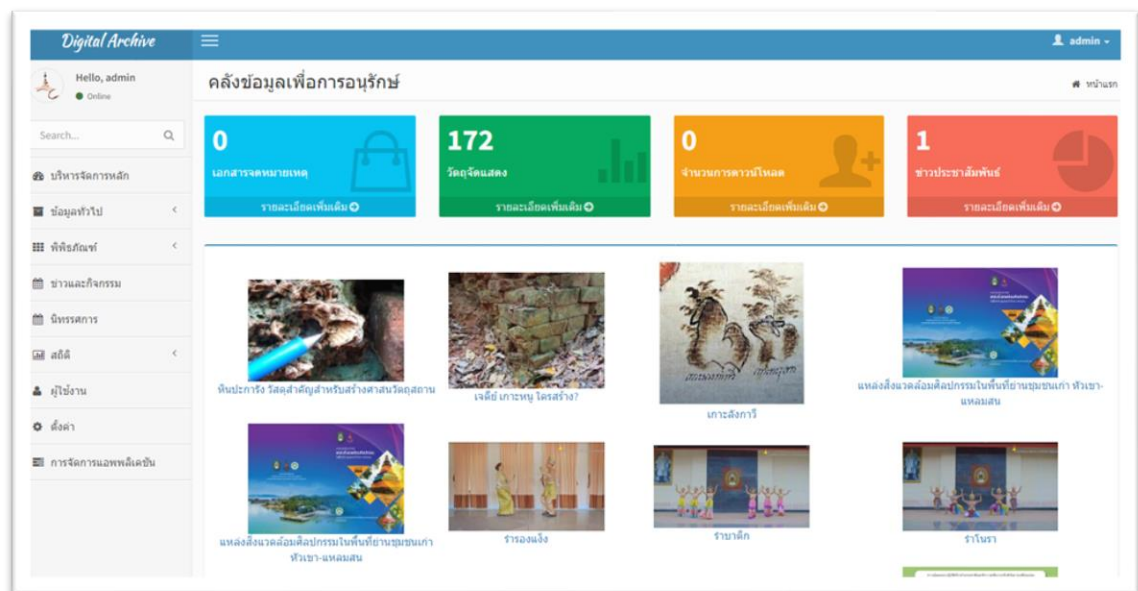 Digital Archive
admin
Hello, admin
Online
คลังข้อมูลเพื่อการอนุรักษ์
หน้าแรก
Search...
บริหารจัดการหลัก
ข้อมูลทั่วไป
พิพิธภัณฑ์
ข่าวและกิจกรรม
นิทรรศการ
สถิติ
ผู้ใช้งาน
ตั้งค่า
การจัดการแอพพลิเคชัน
0
เอกสารจดหมายเหตุ
รายละเอียดเพิ่มเติม
172
วัตถุจัดแสดง
รายละเอียดเพิ่มเติม
0
จำนวนการดาวน์โหลด
รายละเอียดเพิ่มเติม
1
ข่าวประชาสัมพันธ์
รายละเอียดเพิ่มเติม
หินปะการัง วัสดุสำคัญสำหรับสร้างศาสนวัตถุสถาน
เจดีย์ เกาะหนู ใครสร้าง?
เกาะลังกาวี
แหล่งสิ่งแวดล้อมศิลปกรรมในพื้นที่ย่านชุมชนเก่า หัวเขา-
แหลมสน
แหล่งสิ่งแวดล้อมศิลปกรรมในพื้นที่ย่านชุมชนเก่า
หัวเขา-แหลมสน
รำรองแง็ง
ระบาตึก
รำโนรา